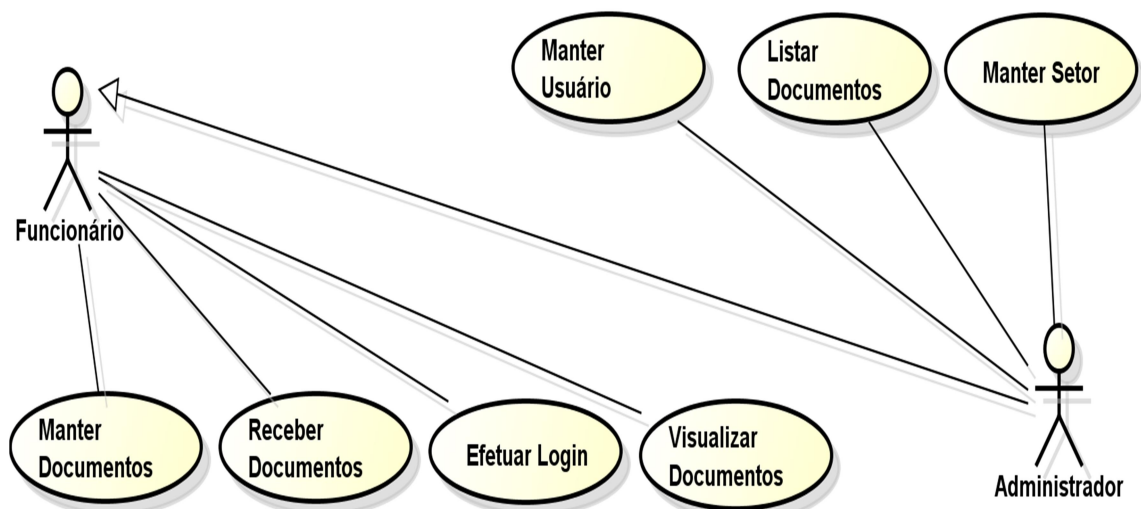 Manter
Usuário
Listar
Documentos
Manter Setor
Funcionário
Manter
Documentos
Receber
Documentos
Efetuar Login
Visualizar
Documentos
Administrador